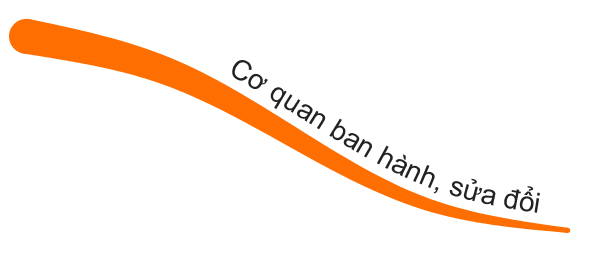 Cơ quan ban hành, sửa đổi